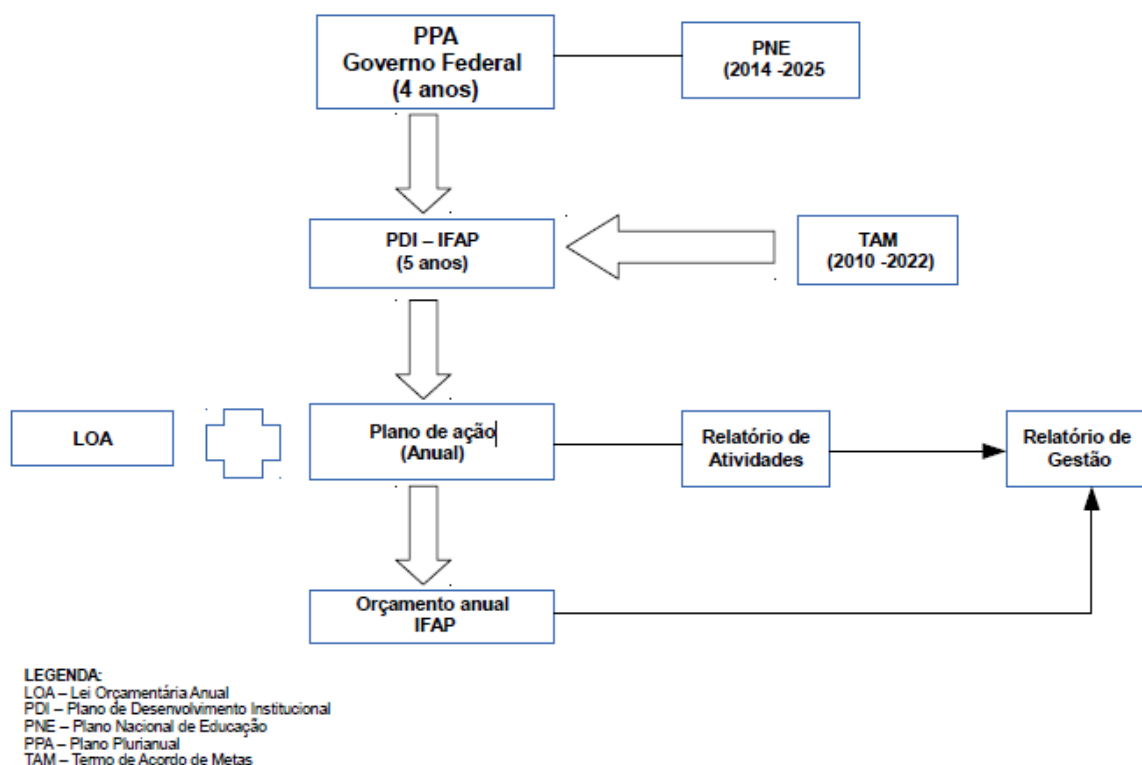 PPA
Governo Federal
(4 anos)
PNE
(2014 -2025
PDI – IFAP
(5 anos)
TAM
(2010 -2022)
LOA
Plano de ação
(Anual)
Relatório de
Atividades
Relatório de
Gestão
Orçamento anual
IFAP
LEGENDA:
LOA – Lei Orçamentária Anual
PDI – Plano de Desenvolvimento Institucional
PNE – Plano Nacional de Educação
PPA – Plano Plurianual
TAM – Termo de Acordo de Metas